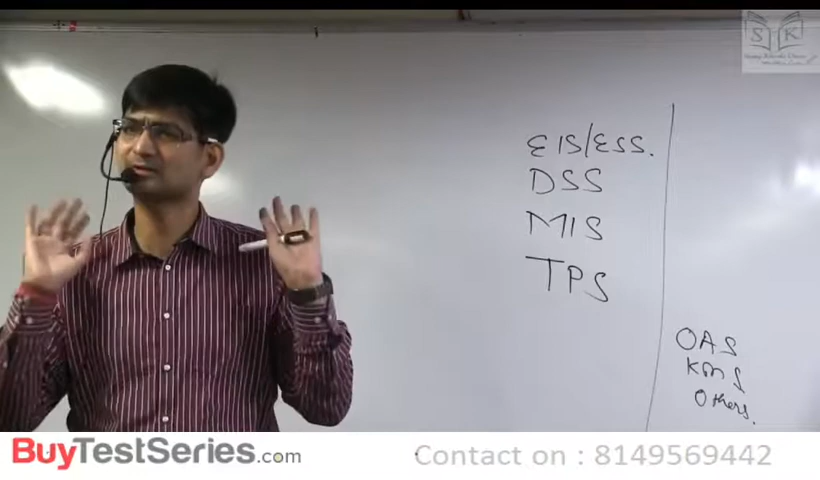 S K
EIS/ESS.
DSS
MIS
TPS
OAS
KMS
Others.
BuyTestSeries.com
Contact on : 8149569442